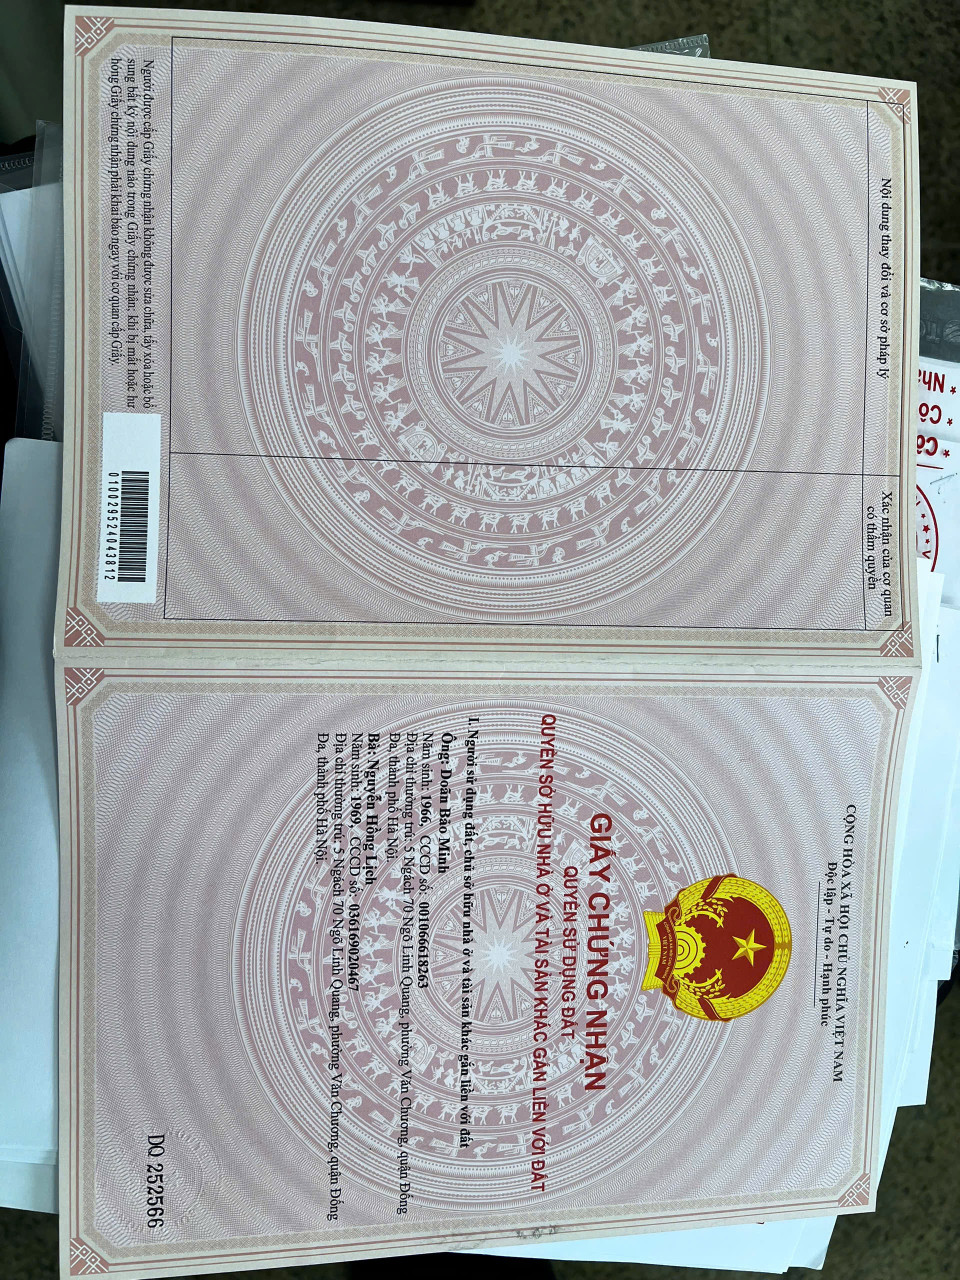 Nội dung thay đổi và cơ sở pháp lý
Xác nhận của cơ quan
có thẩm quyền
Người được cấp Giấy chứng nhận không được sửa chữa, tẩy xóa hoặc bổ
sung bất kỳ nội dung nào trong Giấy chứng nhận; khi bị mất hoặc hư
hỏng Giấy chứng nhận phải khai báo ngay với cơ quan cấp Giấy.
010029524043812
CỘNG HÒA XÃ HỘI CHỦ NGHĨA VIỆT NAM
Độc lập - Tự do - Hạnh phúc
VIỆT NAM
GIẤY CHỨNG NHẬN
QUYỀN SỬ DỤNG ĐẤT
QUYỀN SỞ HỮU NHÀ Ở VÀ TÀI SẢN KHÁC GẮN LIỀN VỚI ĐẤT
I. Người sử dụng đất, chủ sở hữu nhà ở và tài sản khác gắn liền với đất
Ông: Doãn Bảo Minh
Năm sinh: 1966, CCCD số: 001066618263
Địa chỉ thường trú: 5 Ngách 70 Ngõ Linh Quang, phường Văn Chương, quận Đống
Đa, thành phố Hà Nội.
Bà: Nguyễn Hồng Lịch
Năm sinh: 1969, CCCD số: 036169020467
Địa chỉ thường trú: 5 Ngách 70 Ngõ Linh Quang, phường Văn Chương, quận Đống
Đa, thành phố Hà Nội.
DQ 252566